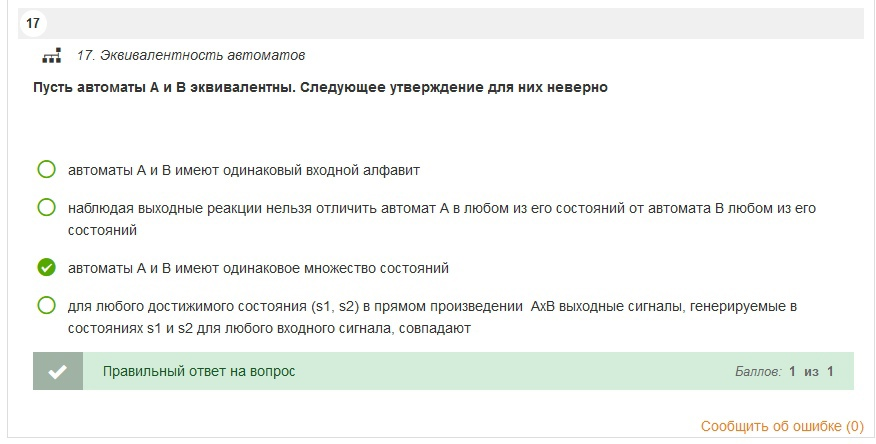 17
17. Эквивалентность автоматов
Пусть автоматы А и В эквивалентны. Следующее утверждение для них неверно
автоматы А и В имеют одинаковый входной алфавит
наблюдая выходные реакции нельзя отличить автомат А в любом из его состояний от автомата В любом из его
состояний
автоматы А и В имеют одинаковое множество состояний
для любого достижимого состояния (s1, s2) в прямом произведении АхВ выходные сигналы, генерируемые в
состояниях s1 и s2 для любого входного сигнала, совпадают
Правильный ответ на вопрос Баллов: 1 из 1
Сообщить об ошибке (0)